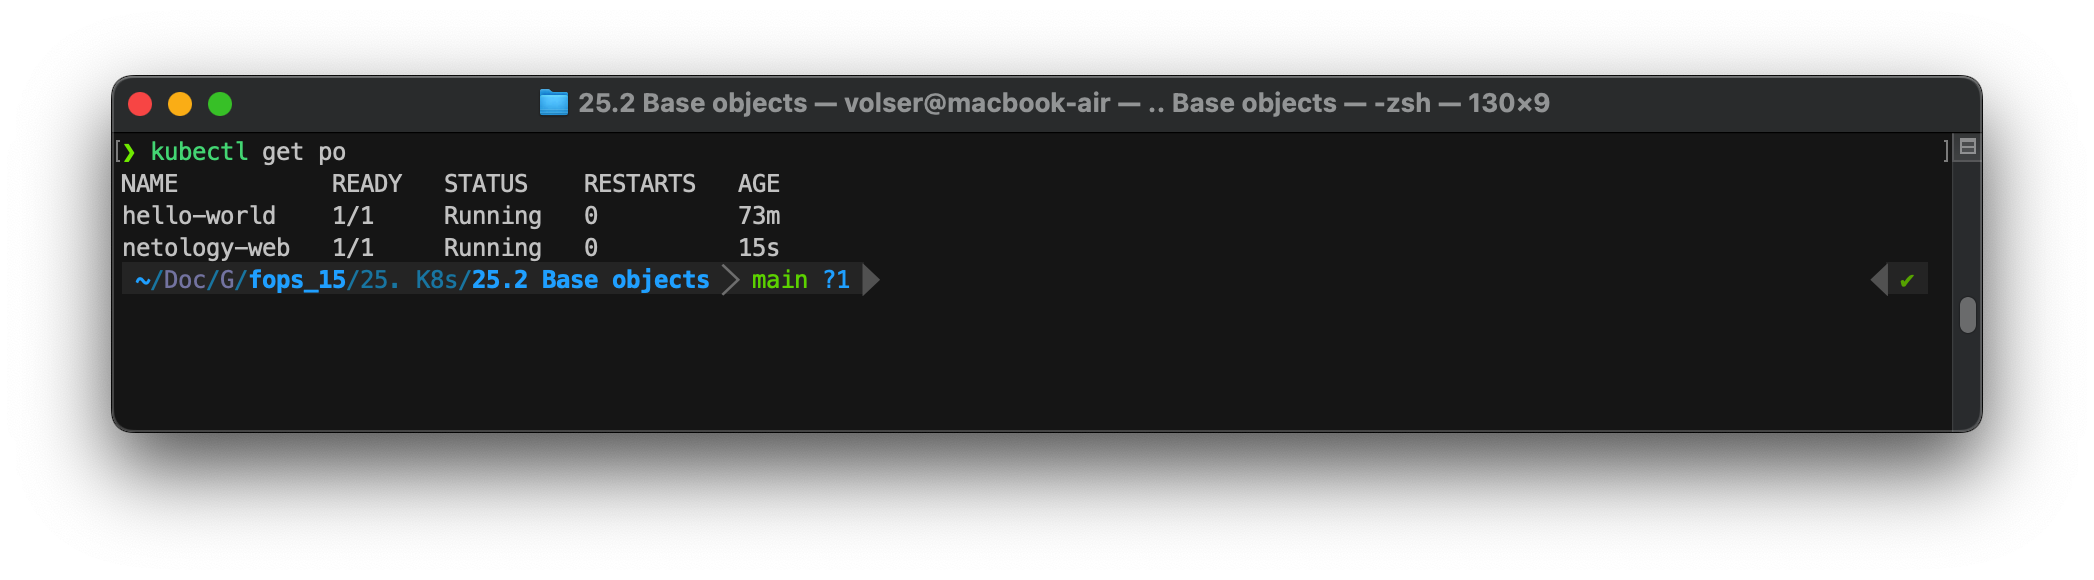 25.2 Base objects — volser@macbook-air — .. Base objects — -zsh — 130×9
[❯ kubectl get po ]
NAME READY STATUS RESTARTS AGE
hello-world 1/1 Running 0 73m
netology-web 1/1 Running 0 15s
~/Doc/G/fops_15/25. K8s/25.2 Base objects main ?1 ✔